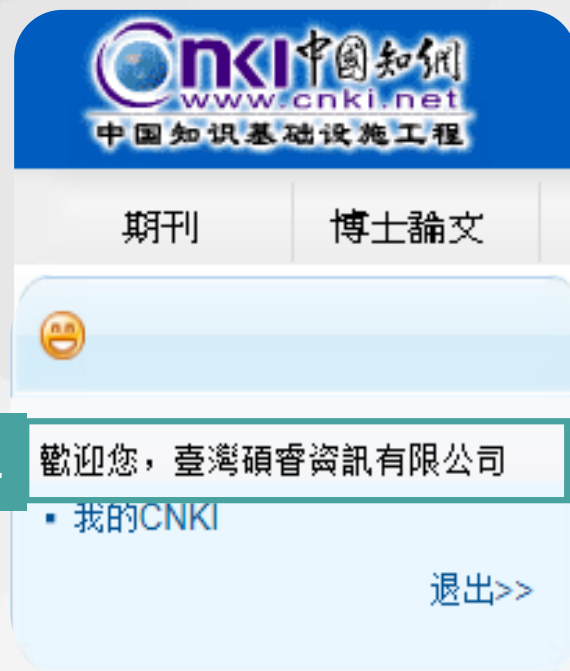 cnki中國知網
www.cnki.net
中国知识基础设施工程
期刊 博士論文
歡迎您，臺灣碩睿資訊有限公司
▪ 我的CNKI
退出>>